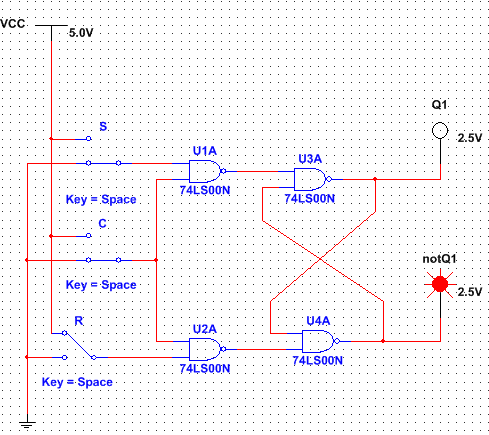 VCC
5.0V
S
Key = Space
C
Key = Space
R
Key = Space
U1A
74LS00N
U2A
74LS00N
U3A
74LS00N
U4A
74LS00N
Q1
2.5V
notQ1
2.5V